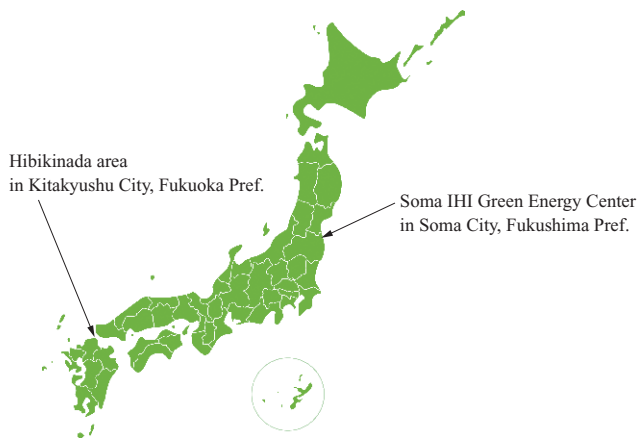 Hibikinada area
in Kitakyushu City, Fukuoka Pref.
Soma IHI Green Energy Center
in Soma City, Fukushima Pref.